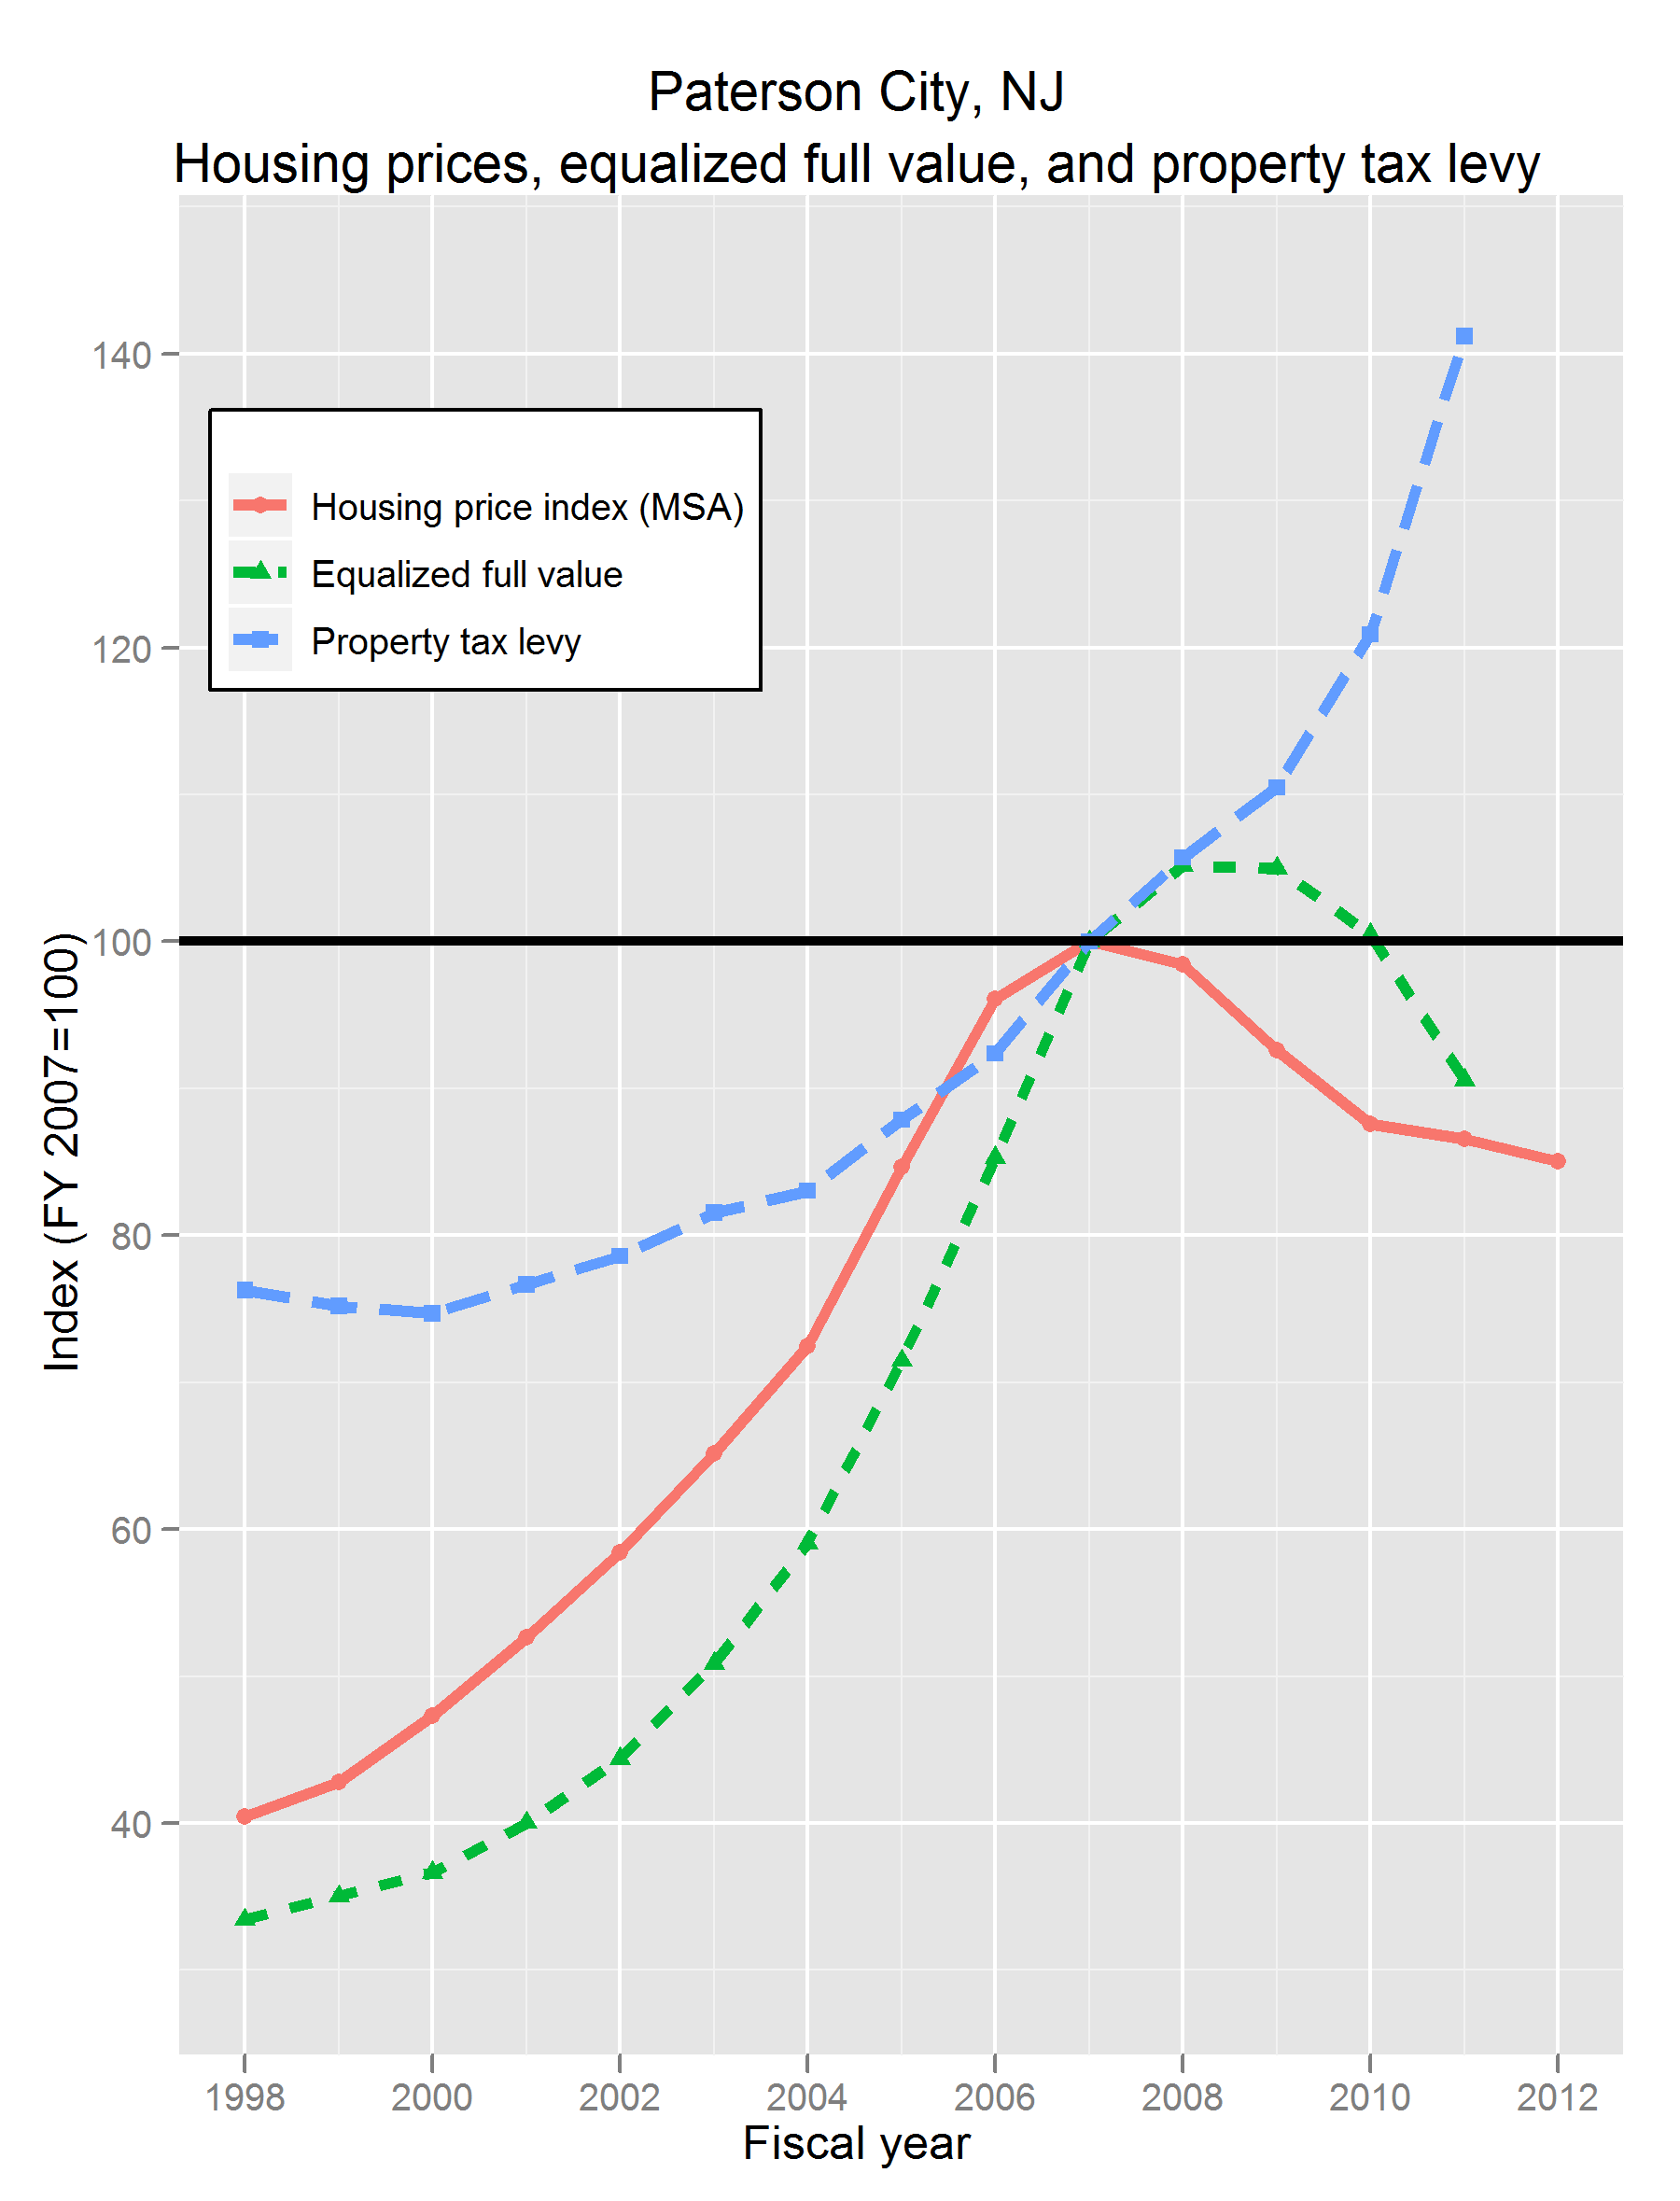 Paterson City, NJ
Housing prices, equalized full value, and property tax levy
Index (FY 2007=100)
140
120
100
80
60
40
Housing price index (MSA)
Equalized full value
Property tax levy
1998 2000 2002 2004 2006 2008 2010 2012
Fiscal year